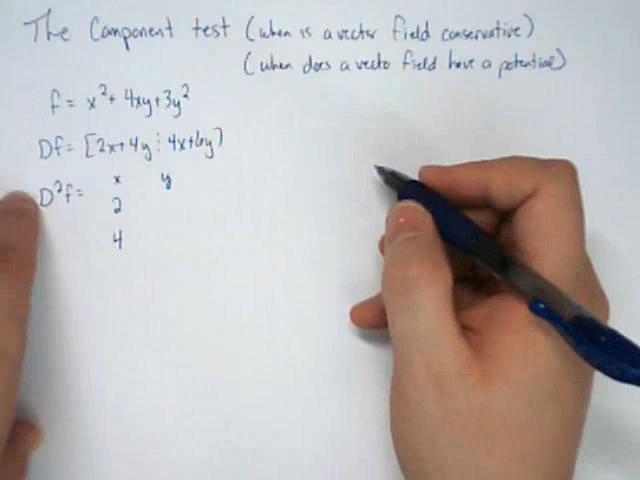 The Component test (when is a vector field conservative)
(when does a vecto field have a potential)
f = x²+ 4xy+3y²
Df = [2x+4y ⋮ 4x+6y]
D²f =
x y
2
4